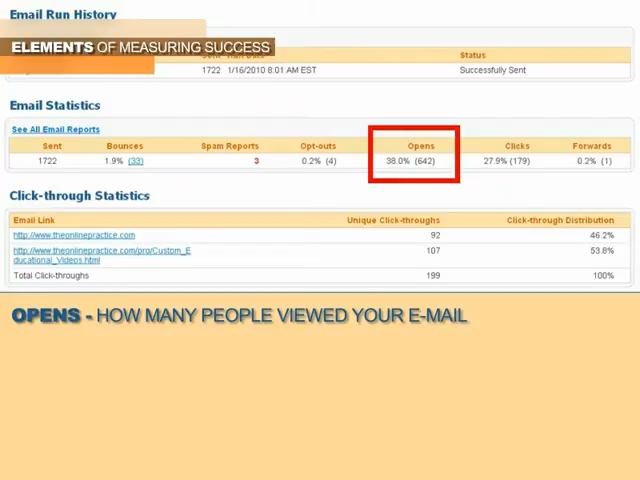 Email Run History
ELEMENTS OF MEASURING SUCCESS
Status
1722 1/16/2010 8:01 AM EST Successfully Sent
Email Statistics
See All Email Reports
Sent Bounces Spam Reports Opt-outs Opens Clicks Forwards
1722 1.9% (33) 3 0.2% (4) 38.0% (642) 27.9% (179) 0.2% (1)
Click-through Statistics
Email Link Unique Click-throughs Click-through Distribution
http://www.theonlinepractice.com 92 46.2%
http://www.theonlinepractice.com/pro/Custom_E 107 53.8%
ducational_Videos.html
Total Click-throughs 199 100%
OPENS - HOW MANY PEOPLE VIEWED YOUR E-MAIL